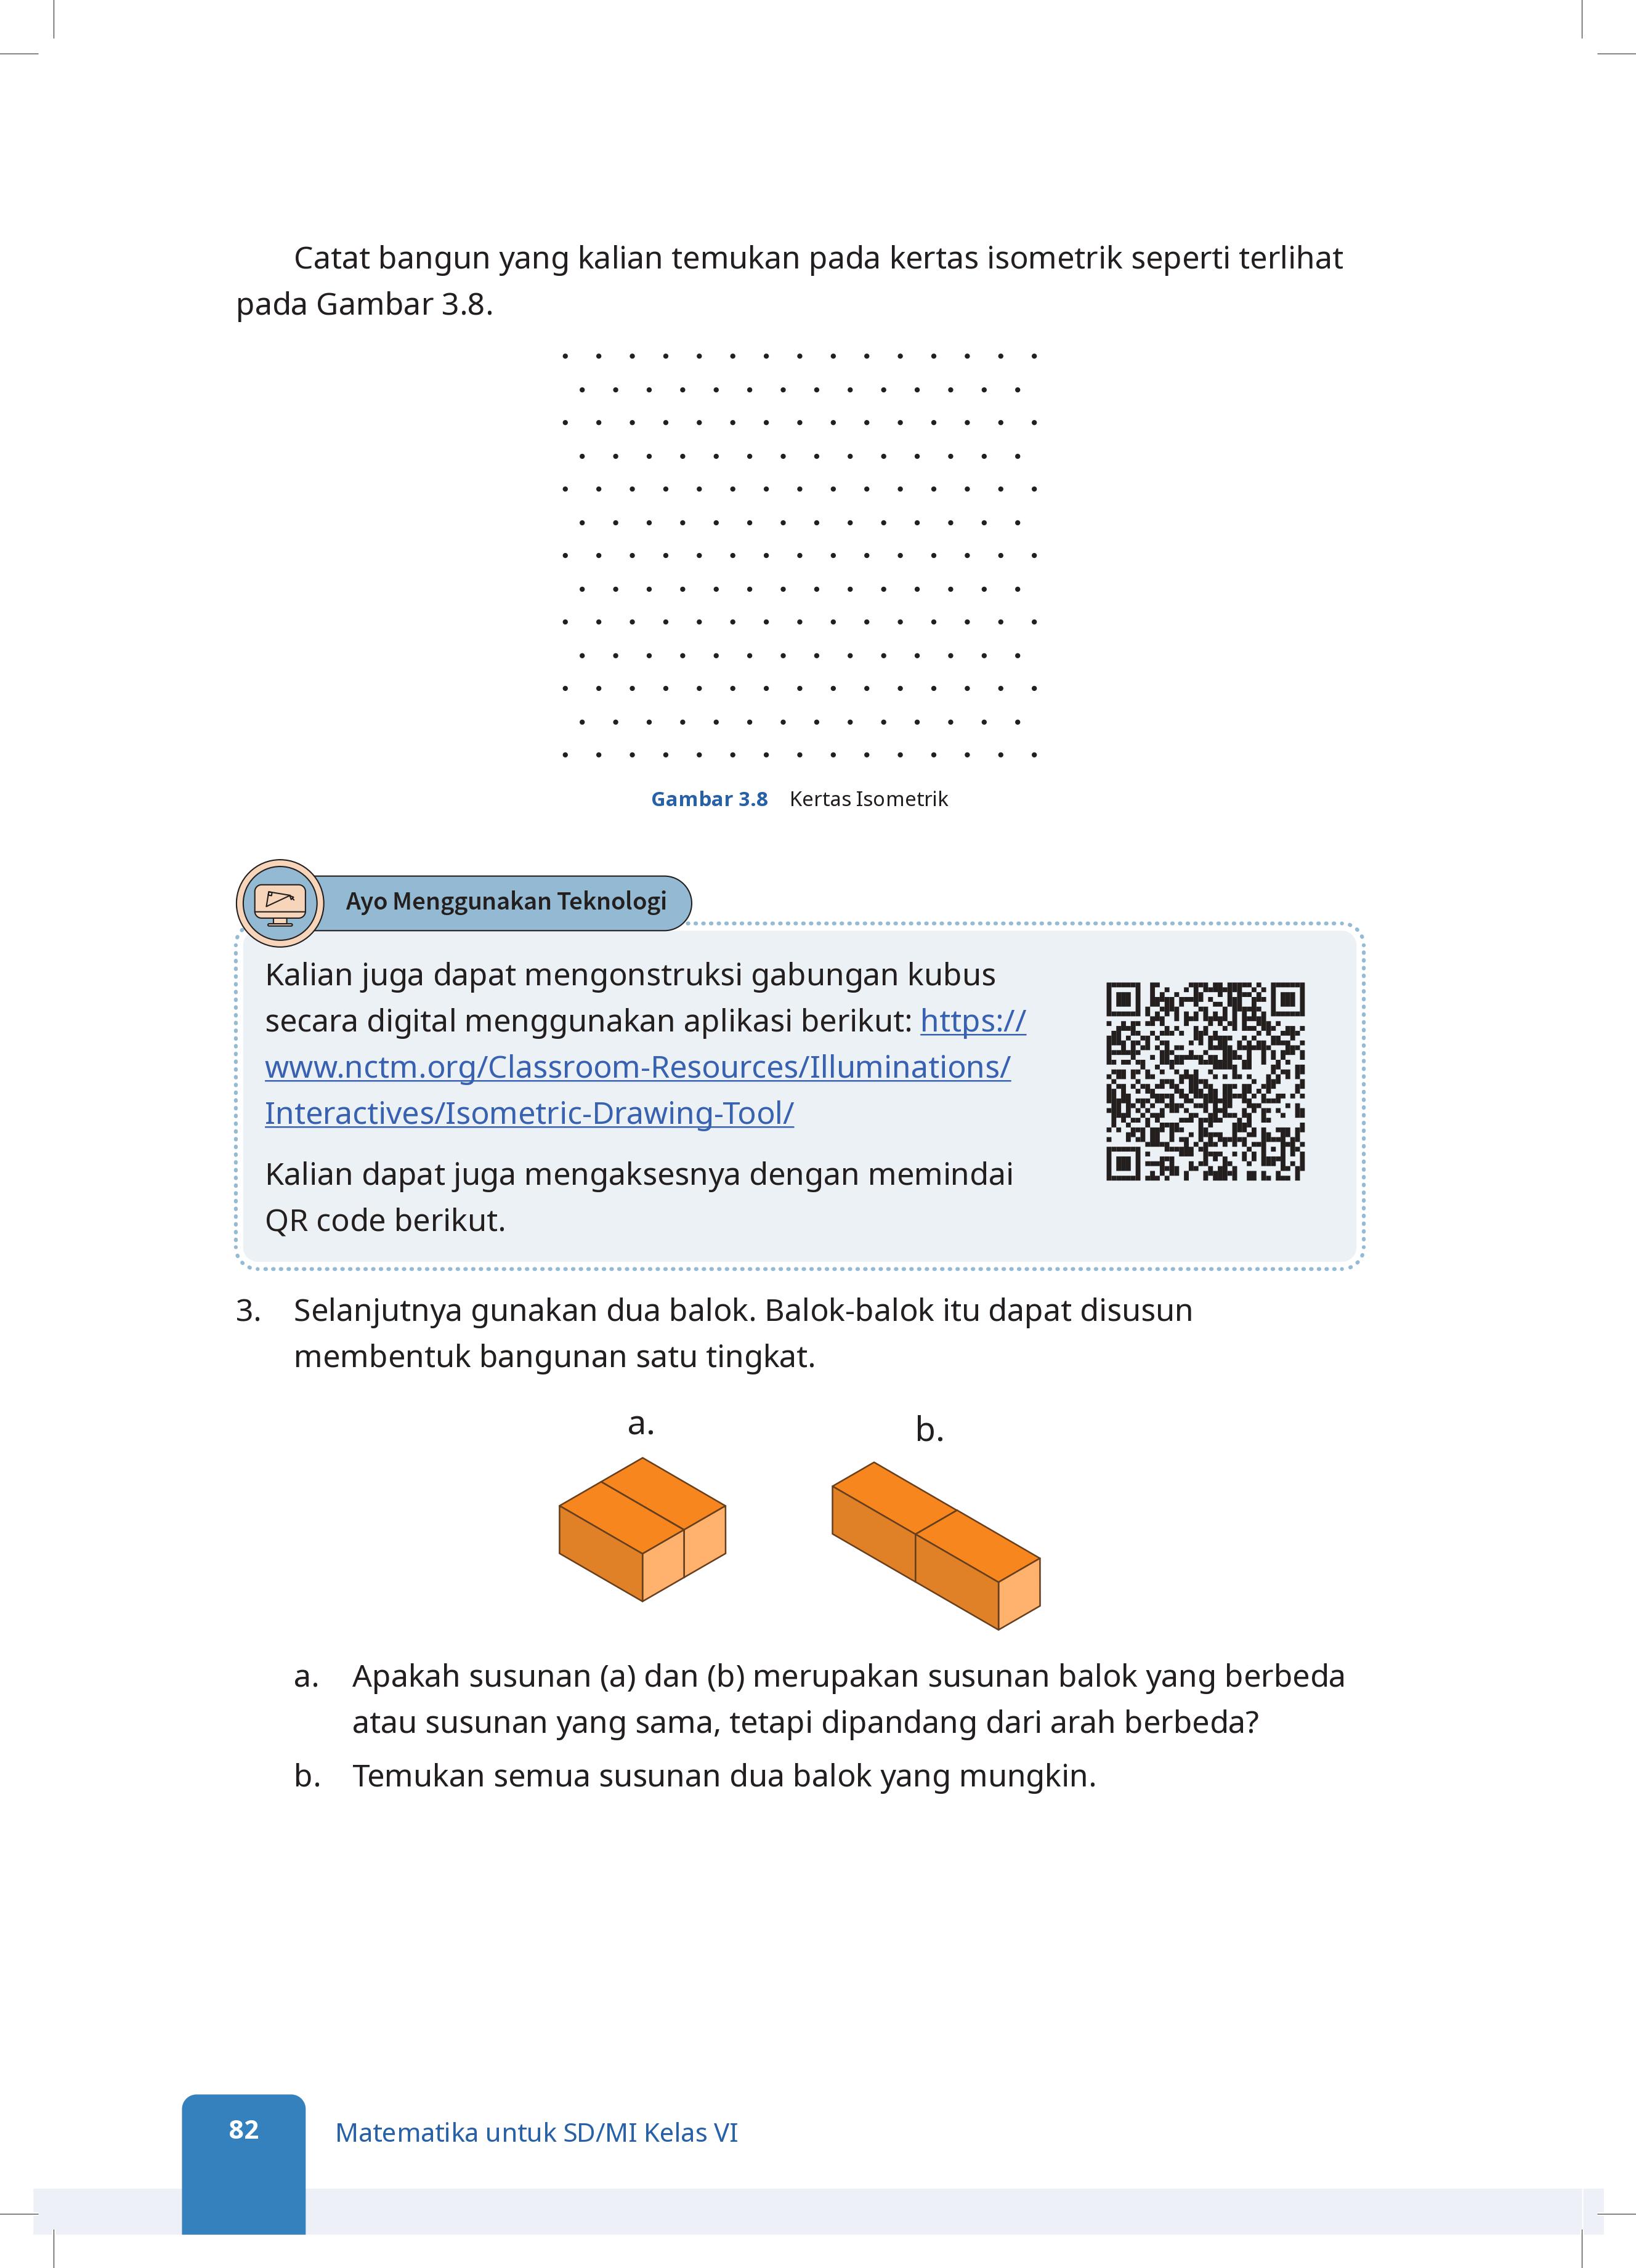 Catat bangun yang kalian temukan pada kertas isometrik seperti terlihat
pada Gambar 3.8.
Gambar 3.8 Kertas Isometrik
Ayo Menggunakan Teknologi
Kalian juga dapat mengonstruksi gabungan kubus
secara digital menggunakan aplikasi berikut: https://
www.nctm.org/Classroom-Resources/Illuminations/
Interactives/Isometric-Drawing-Tool/
Kalian dapat juga mengaksesnya dengan memindai
QR code berikut.
3. Selanjutnya gunakan dua balok. Balok-balok itu dapat disusun
membentuk bangunan satu tingkat.
a. b.
a. Apakah susunan (a) dan (b) merupakan susunan balok yang berbeda
atau susunan yang sama, tetapi dipandang dari arah berbeda?
b. Temukan semua susunan dua balok yang mungkin.
82 Matematika untuk SD/MI Kelas VI